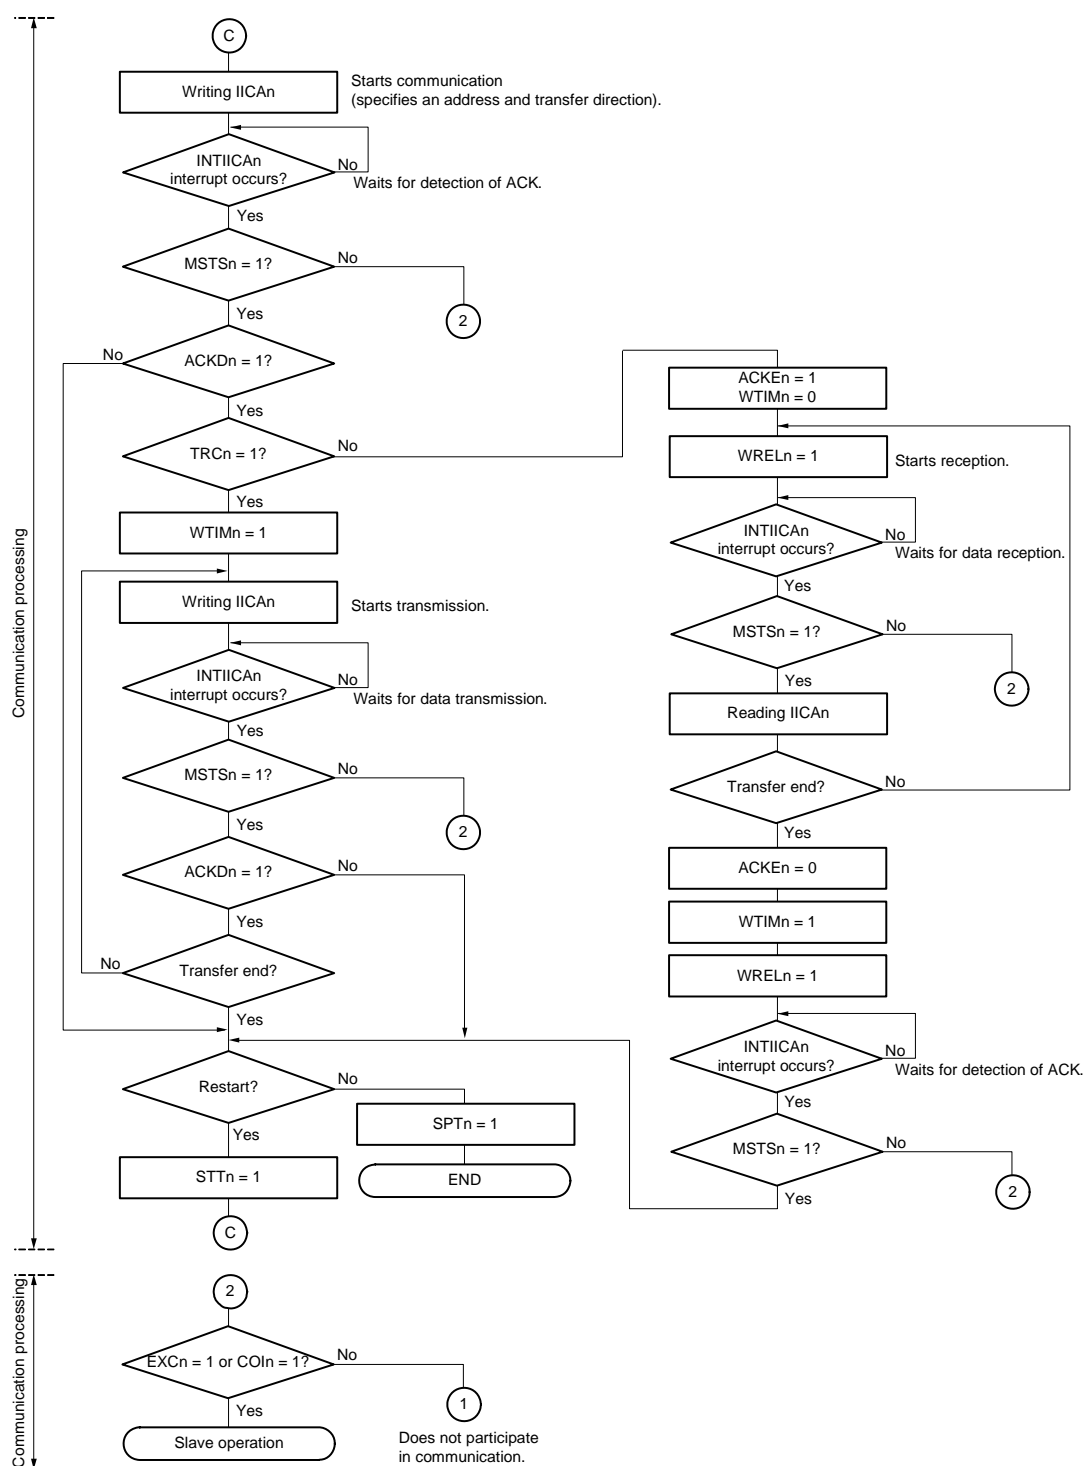 C
Writing IICAn
Starts communication
(specifies an address and transfer direction).
INTIICAn
interrupt occurs?
No
Waits for detection of ACK.
Yes
MSTSn = 1?
No
Yes
2
No
ACKDn = 1?
Yes
TRCn = 1?
No
Yes
WTIMn = 1
Writing IICAn
Starts transmission.
INTIICAn
interrupt occurs?
No
Waits for data transmission.
Yes
MSTSn = 1?
No
Yes
2
ACKDn = 1?
No
Yes
No
Transfer end?
Yes
Restart?
No
Yes
SPTn = 1
END
STTn = 1
C
ACKEn = 1
WTIMn = 0
WRELn = 1
Starts reception.
INTIICAn
interrupt occurs?
No
Waits for data reception.
Yes
MSTSn = 1?
No
Yes
2
Reading IICAn
Transfer end?
No
Yes
ACKEn = 0
WTIMn = 1
WRELn = 1
INTIICAn
interrupt occurs?
No
Waits for detection of ACK.
Yes
MSTSn = 1?
No
Yes
2
Communication processing
2
EXCn = 1 or COIn = 1?
No
Yes
1
Slave operation
Does not participate
in communication.
Communication processing